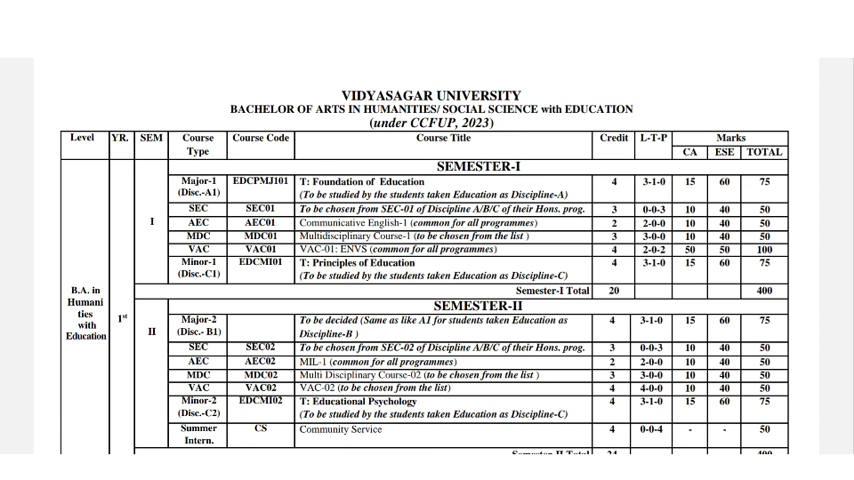 VIDYASAGAR UNIVERSITY
BACHELOR OF ARTS IN HUMANITIES/ SOCIAL SCIENCE with EDUCATION
(under CCFUP, 2023)
Level YR. SEM Course Type Course Code Course Title Credit L-T-P Marks
CA ESE TOTAL
SEMESTER-I
Major-1 (Disc.-A1) EDCPMJ101 T: Foundation of Education 4 3-1-0 15 60 75
(To be studied by the students taken Education as Discipline-A)
SEC SEC01 To be chosen from SEC-01 of Discipline A/B/C of their Hons. prog. 3 0-0-3 10 40 50
I
AEC AEC01 Communicative English-1 (common for all programmes) 2 2-0-0 10 40 50
MDC MDC01 Multidisciplinary Course-1 (to be chosen from the list ) 3 3-0-0 10 40 50
VAC VAC01 VAC-01: ENVS (common for all programmes) 4 2-0-2 50 50 100
Minor-1 (Disc.-C1) EDCMI01 T: Principles of Education 4 3-1-0 15 60 75
(To be studied by the students taken Education as Discipline-C)
Semester-I Total 20 400
B.A. in Humani ties with Education
1st
SEMESTER-II
II
Major-2 (Disc.- B1) To be decided (Same as like A1 for students taken Education as 4 3-1-0 15 60 75
Discipline-B )
SEC SEC02 To be chosen from SEC-02 of Discipline A/B/C of their Hons. prog. 3 0-0-3 10 40 50
AEC AEC02 MIL-1 (common for all programmes) 2 2-0-0 10 40 50
MDC MDC02 Multi Disciplinary Course-02 (to be chosen from the list ) 3 3-0-0 10 40 50
VAC VAC02 VAC-02 (to be chosen from the list) 4 4-0-0 10 40 50
Minor-2 (Disc.-C2) EDCMI02 T: Educational Psychology 4 3-1-0 15 60 75
(To be studied by the students taken Education as Discipline-C)
Summer Intern. CS Community Service 4 0-0-4 - - 50
Semester-II Total 24 400